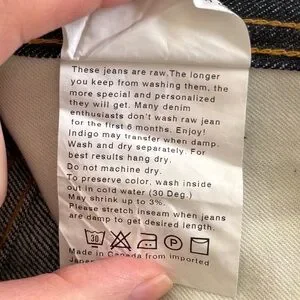 These jeans are raw.The longer
you keep from washing them, the
more special and personalized
they will get. Many denim
enthusiasts don't wash raw jean
for the first 6 months. Enjoy!
Indigo may transfer when damp.
Wash and dry separately. For
best results hang dry.
Do not machine dry.
To preserve color, wash inside
out in cold water (30 Deg.)
May shrink up to 3%.
Please stretch inseam when jeans
are damp to get desired length.
30 P
Made in Canada from imported